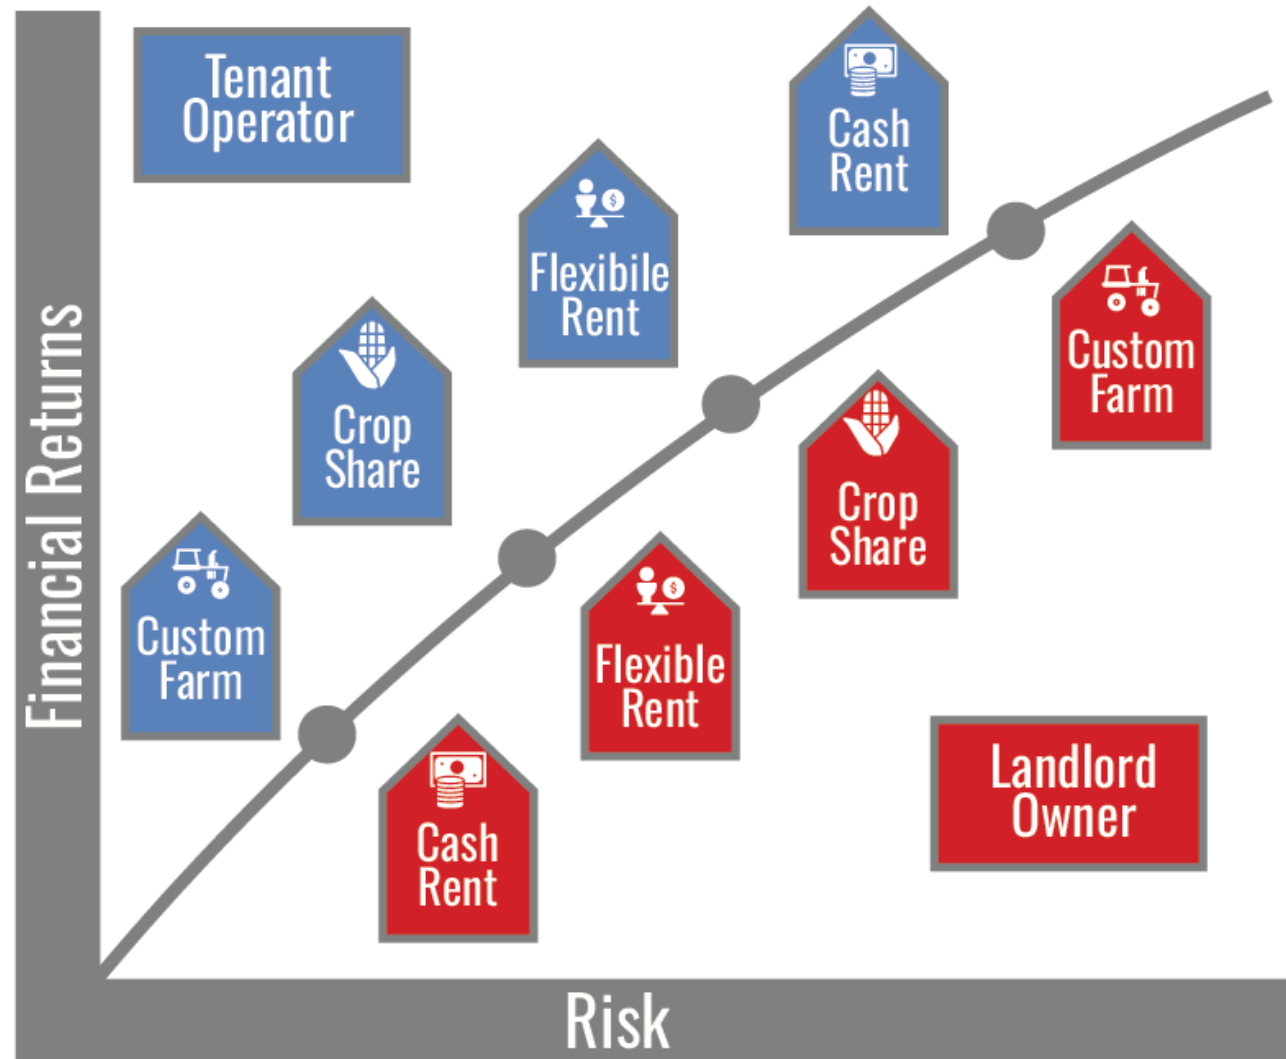 Financial Returns
Tenant
Operator
Cash
Rent
Flexibile
Rent
Crop
Share
Custom
Farm
Custom
Farm
Crop
Share
Flexible
Rent
Cash
Rent
Landlord
Owner
Risk